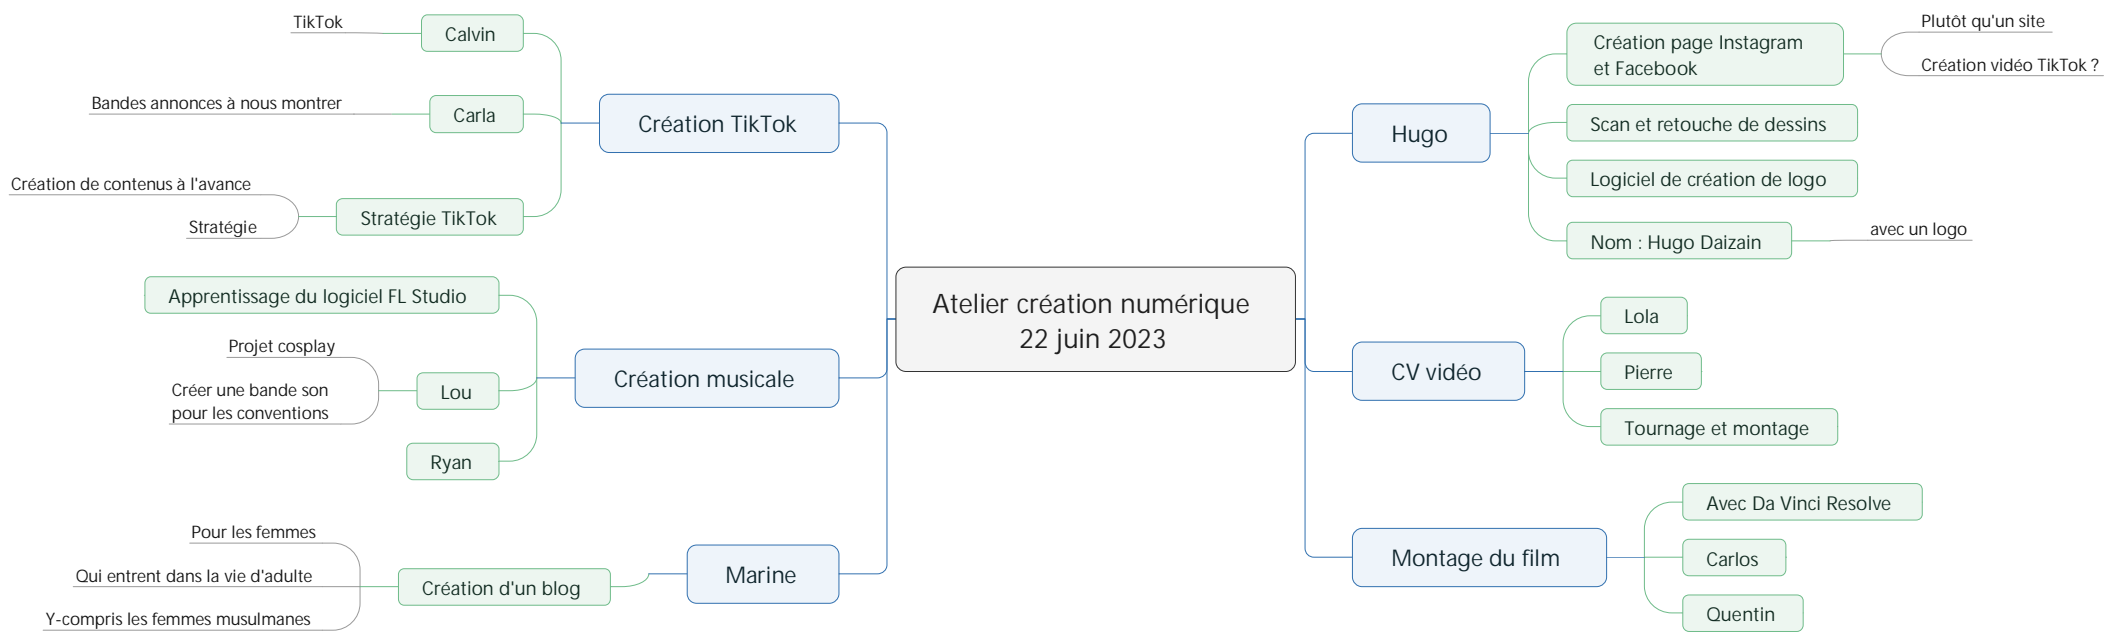 Atelier création numérique
22 juin 2023
Création TikTok
Calvin
TikTok
Carla
Bandes annonces à nous montrer
Stratégie TikTok
Création de contenus à l'avance
Stratégie
Création musicale
Apprentissage du logiciel FL Studio
Lou
Projet cosplay
Créer une bande son
pour les conventions
Ryan
Marine
Création d'un blog
Pour les femmes
Qui entrent dans la vie d'adulte
Y-compris les femmes musulmanes
Hugo
Création page Instagram
et Facebook
Plutôt qu'un site
Création vidéo TikTok ?
Scan et retouche de dessins
Logiciel de création de logo
Nom : Hugo Daizain
avec un logo
CV vidéo
Lola
Pierre
Tournage et montage
Montage du film
Avec Da Vinci Resolve
Carlos
Quentin